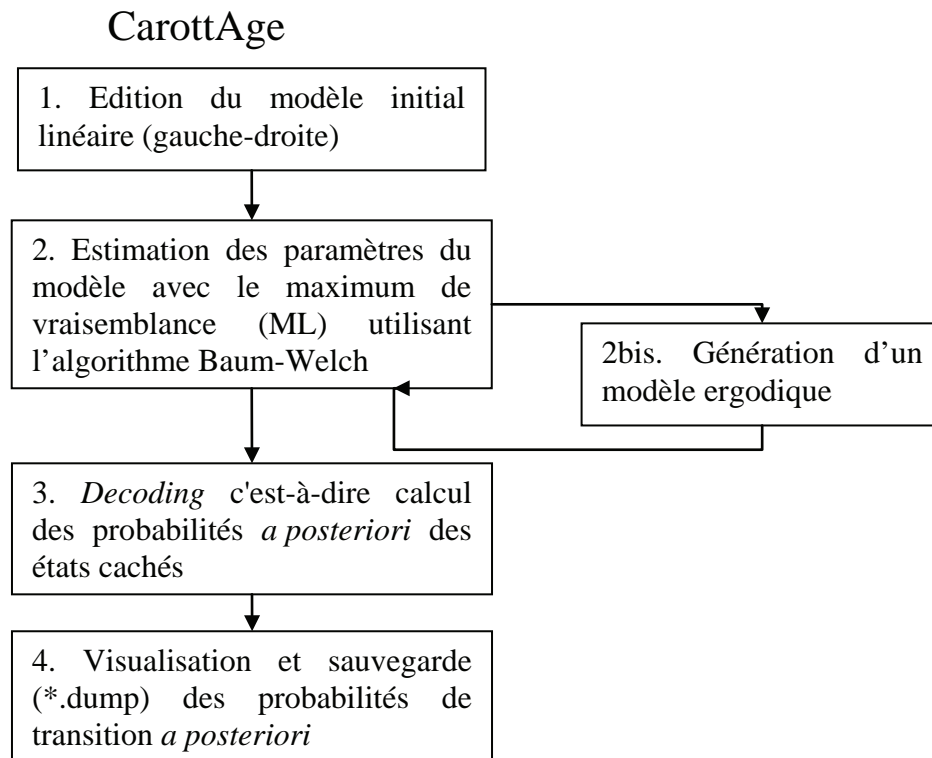 CarottAge
1. Edition du modèle initial
linéaire (gauche-droite)
2. Estimation des paramètres du
modèle avec le maximum de
vraisemblance (ML) utilisant
l’algorithme Baum-Welch
2bis. Génération d’un
modèle ergodique
3. Decoding c'est-à-dire calcul
des probabilités a posteriori des
états cachés
4. Visualisation et sauvegarde
(*.dump) des probabilités de
transition a posteriori